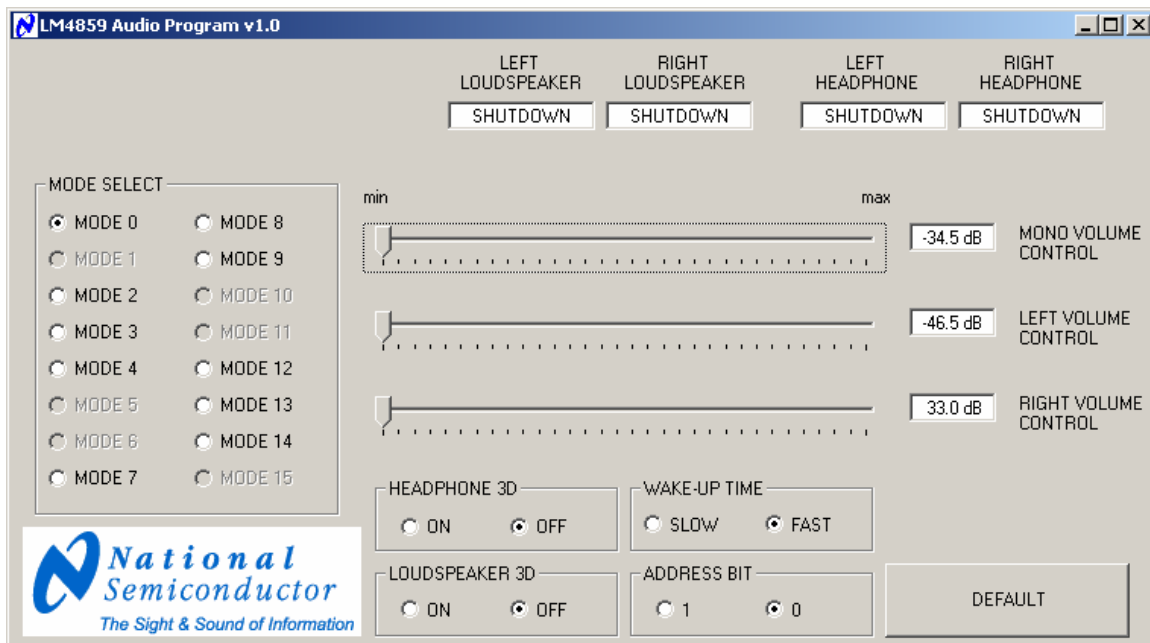 LM4859 Audio Program v1.0
LEFT LOUDSPEAKER
RIGHT LOUDSPEAKER
LEFT HEADPHONE
RIGHT HEADPHONE
SHUTDOWN
SHUTDOWN
SHUTDOWN
SHUTDOWN
MODE SELECT
MODE 0
MODE 8
MODE 1
MODE 9
MODE 2
MODE 10
MODE 3
MODE 11
MODE 4
MODE 12
MODE 5
MODE 13
MODE 6
MODE 14
MODE 7
MODE 15
min
max
-34.5 dB
MONO VOLUME
CONTROL
-46.5 dB
LEFT VOLUME
CONTROL
33.0 dB
RIGHT VOLUME
CONTROL
HEADPHONE 3D
ON
OFF
WAKE-UP TIME
SLOW
FAST
LOUDSPEAKER 3D
ON
OFF
ADDRESS BIT
1
0
DEFAULT
National
Semiconductor
The Sight & Sound of Information